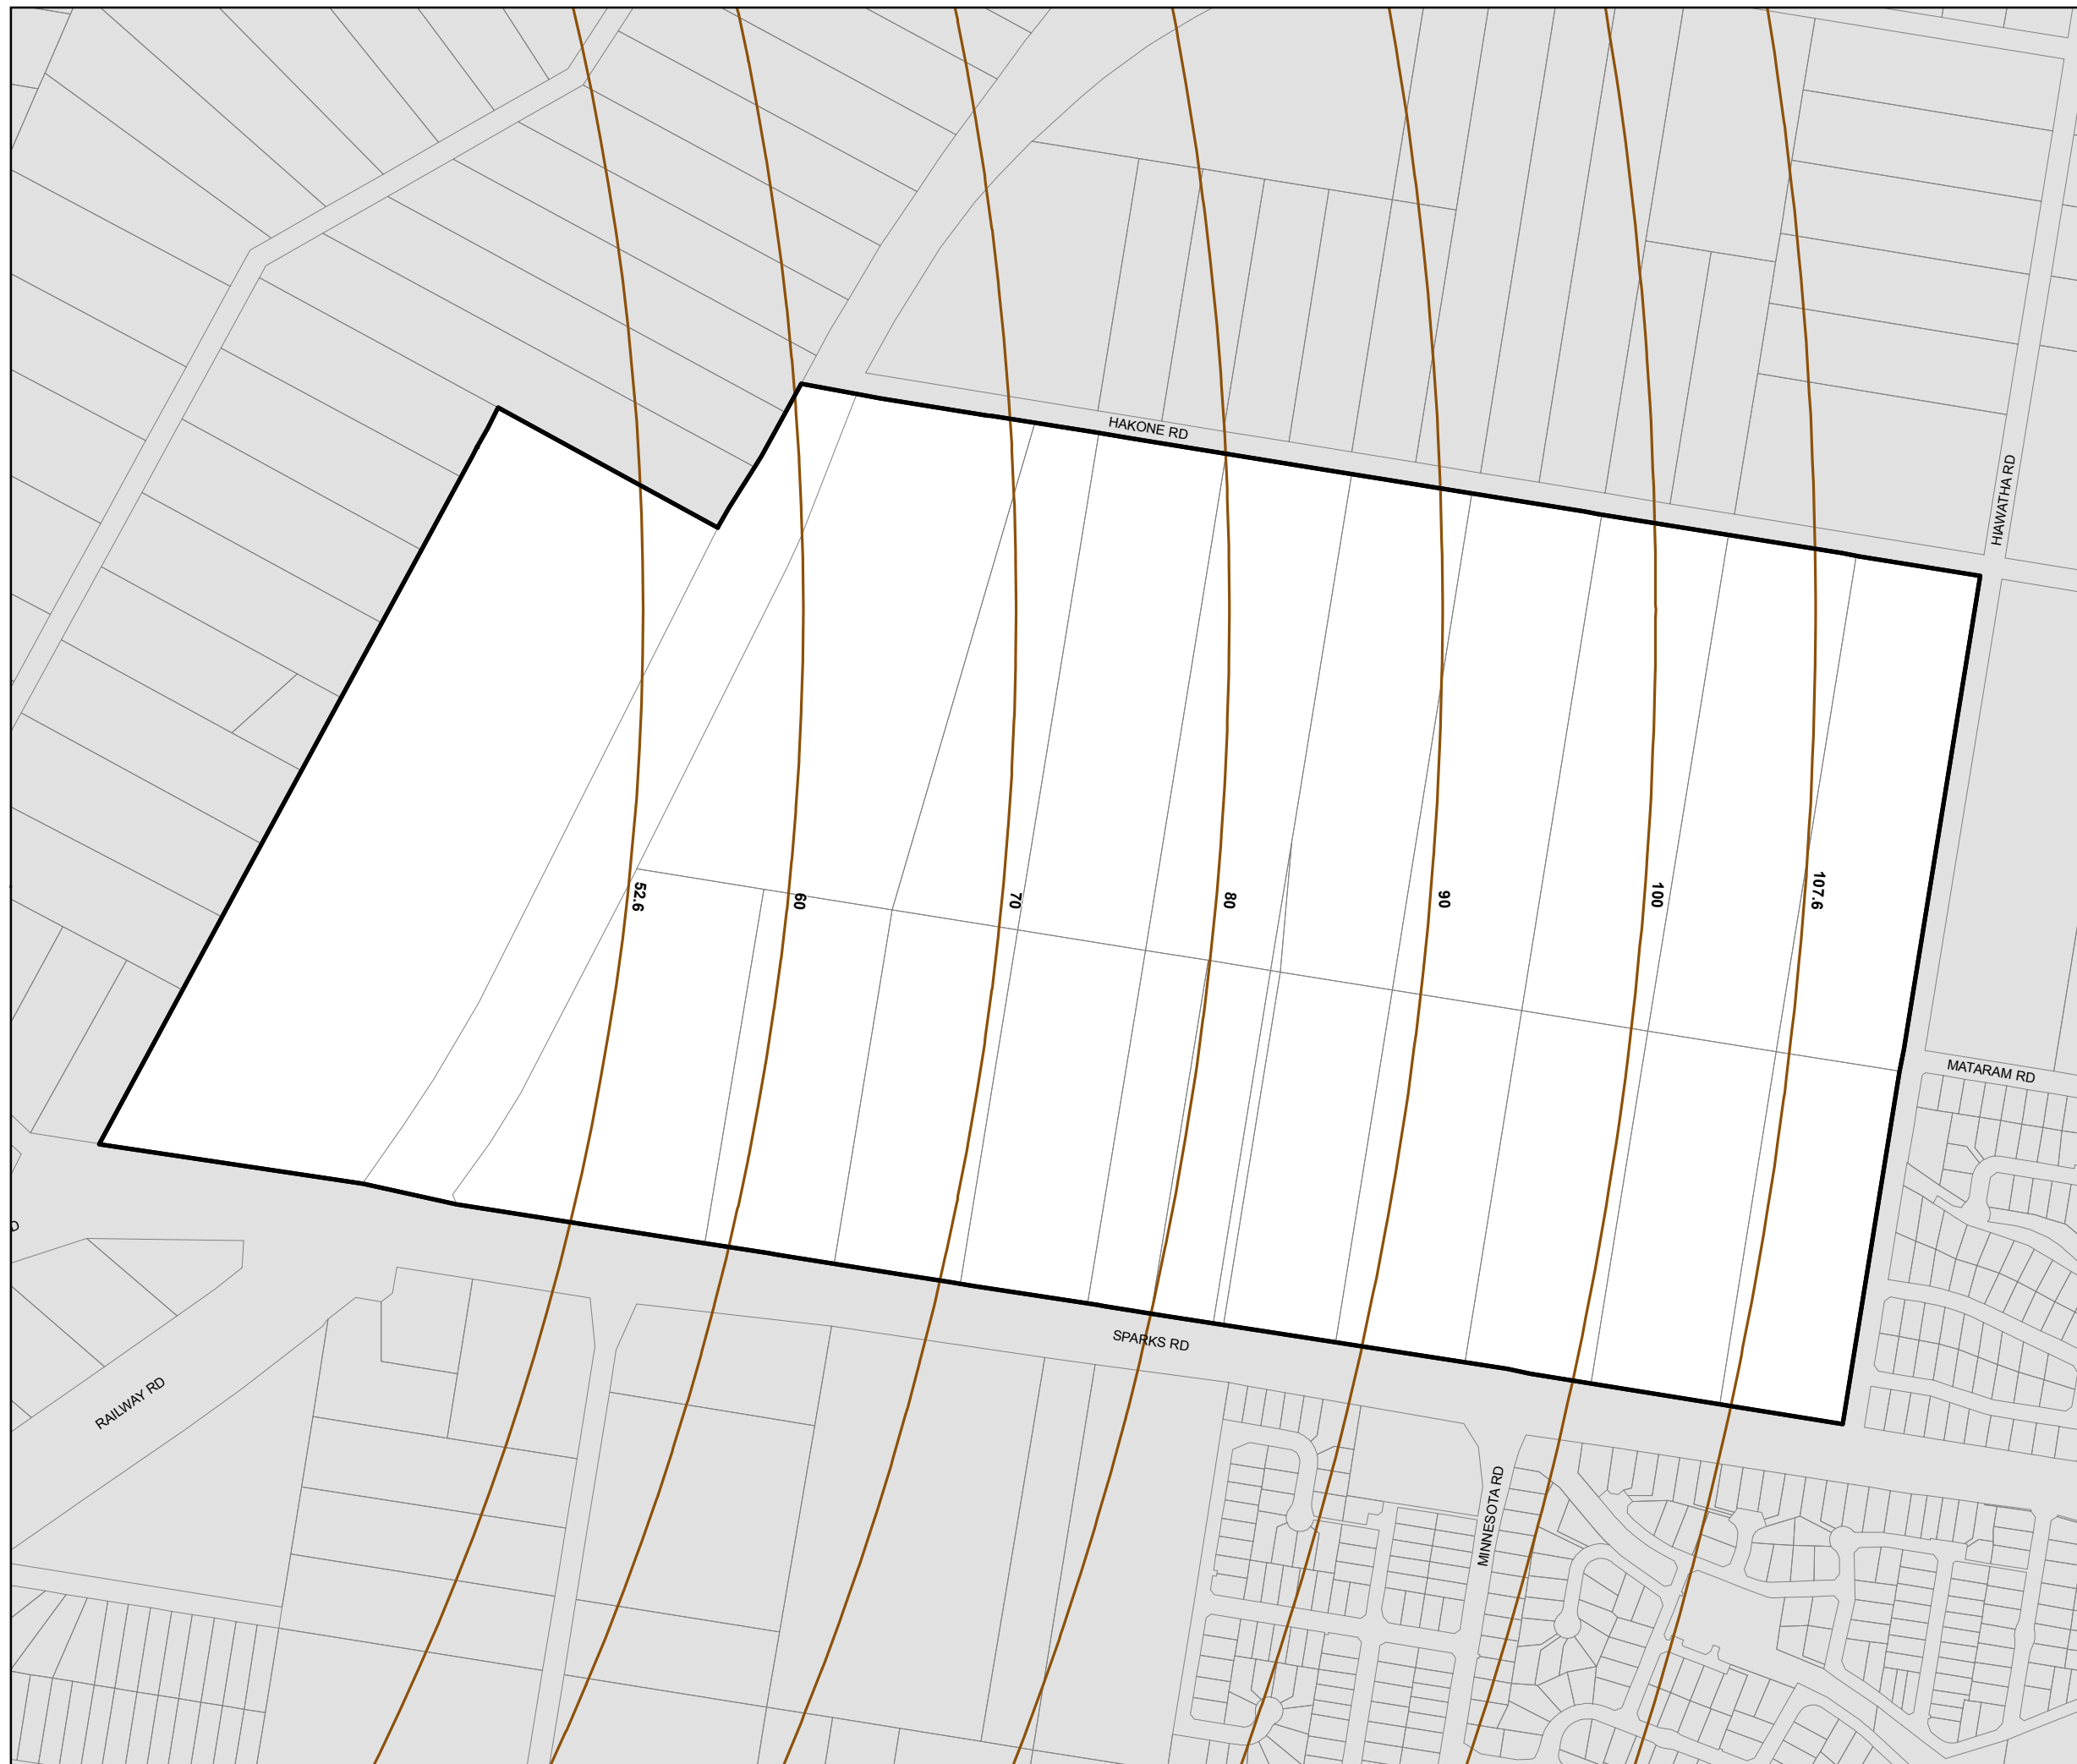 HAKONE RD
HIAWATHA RD
52.6
60
70
80
90
100
107.6
MATARAM RD
SPARKS RD
RAILWAY RD
MINNESOTA RD